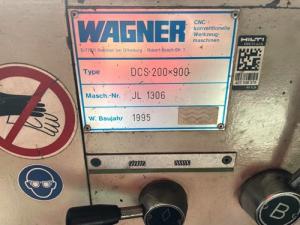 WAGNER
CNC -
konventionelle
Werkzeug-
maschinen
Type DCS 200×900
Masch.-Nr. JL 1306
W. Baujahr 1995
HILTI
B